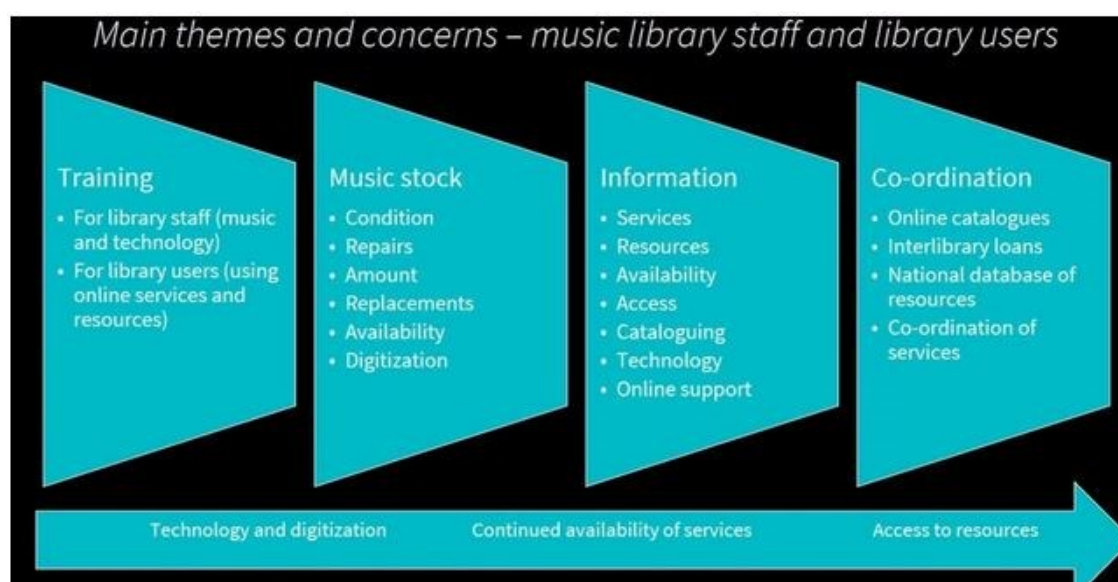 Main themes and concerns – music library staff and library users
Training
• For library staff (music
and technology)
• For library users (using
online services and
resources)
Music stock
• Condition
• Repairs
• Amount
• Replacements
• Availability
• Digitization
Information
• Services
• Resources
• Availability
• Access
• Cataloguing
• Technology
• Online support
Co-ordination
• Online catalogues
• Interlibrary loans
• National database of
resources
• Co-ordination of
services
Technology and digitization
Continued availability of services
Access to resources